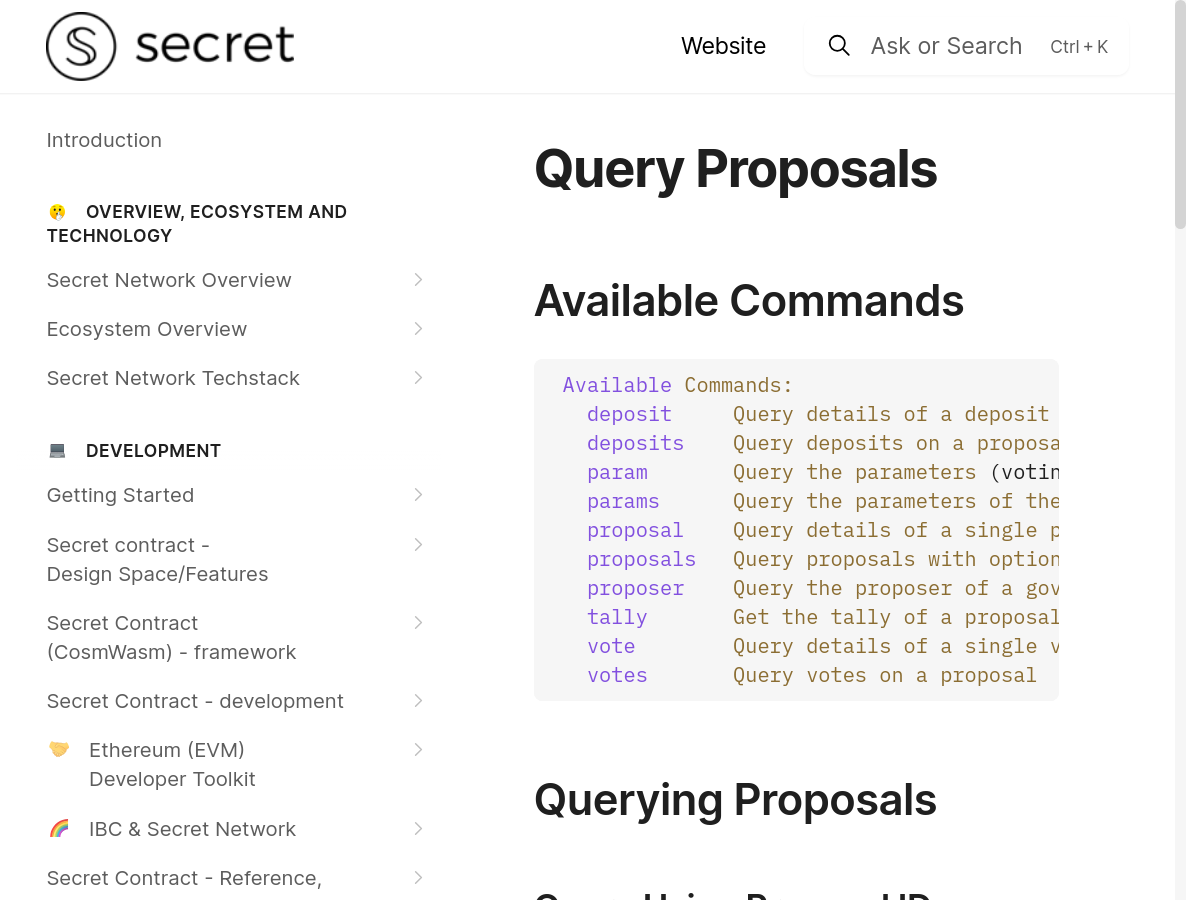 secret
Website
Ask or Search
Ctrl + K
Introduction
OVERVIEW, ECOSYSTEM AND
TECHNOLOGY
Secret Network Overview
Ecosystem Overview
Secret Network Techstack
DEVELOPMENT
Getting Started
Secret contract -
Design Space/Features
Secret Contract
(CosmWasm) - framework
Secret Contract - development
Ethereum (EVM)
Developer Toolkit
IBC & Secret Network
Secret Contract - Reference,
Query Proposals
Available Commands
Available Commands:
deposit Query details of a deposit
deposits Query deposits on a proposa
param Query the parameters (votin
params Query the parameters of the
proposal Query details of a single p
proposals Query proposals with option
proposer Query the proposer of a gov
tally Get the tally of a proposal
vote Query details of a single v
votes Query votes on a proposal
Querying Proposals